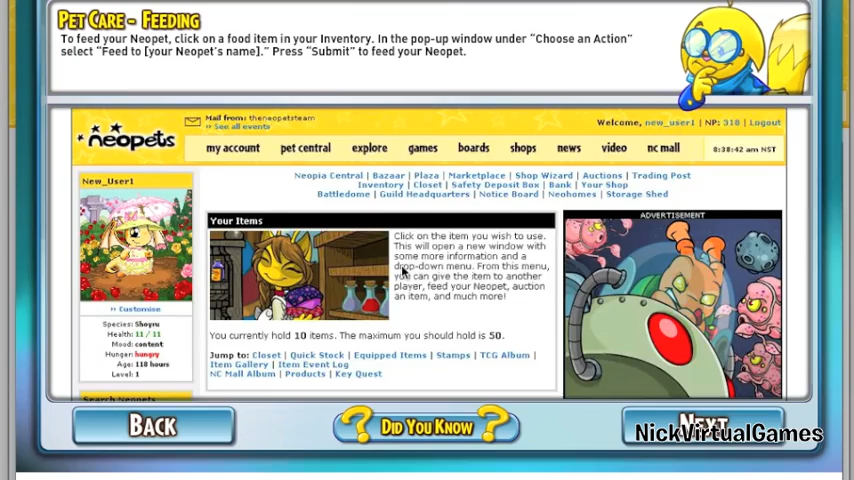 PET CARE - FEEDING
To feed your Neopet, click on a food item in your Inventory. In the pop-up window under "Choose an Action"
select "Feed to [your Neopet's name]." Press "Submit" to feed your Neopet.
Mail from: theneopetsteam
Welcome, new_user1 | NP: 318 | Logout
›› See all events
neopets
my account pet central explore games boards shops news video nc mall 8:38:42 am NST
Neopia Central | Bazaar | Plaza | Marketplace | Shop Wizard | Auctions | Trading Post
Inventory | Closet | Safety Deposit Box | Bank | Your Shop
Battledome | Guild Headquarters | Notice Board | Neohomes | Storage Shed
New_User1
ADVERTISEMENT
Your Items
Click on the item you wish to use.
This will open a new window with
some more information and a
drop-down menu. From this menu,
you can give the item to another
player, feed your Neopet, auction
an item, and much more!
›› Customise
Species: Shoyru
Health: 11 / 11
Mood: content
Hunger: hungry
Age: 118 hours
Level: 1
You currently hold 10 items. The maximum you should hold is 50.
Jump to: Closet | Quick Stock | Equipped Items | Stamps | TCG Album |
Item Gallery | Item Event Log
NC Mall Album | Products | Key Quest
Search Neopets
BACK
? DID YOU KNOW ?
NEXT
NickVirtualGames